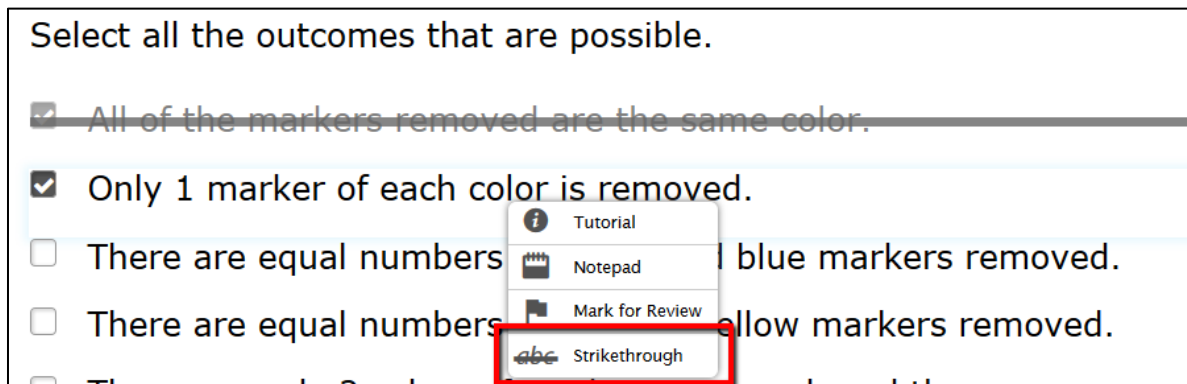 Select all the outcomes that are possible.
All of the markers removed are the same color.
Only 1 marker of each color is removed.
Tutorial
There are equal numbers blue markers removed.
Notepad
Mark for Review
There are equal numbers ellow markers removed.
abc Strikethrough